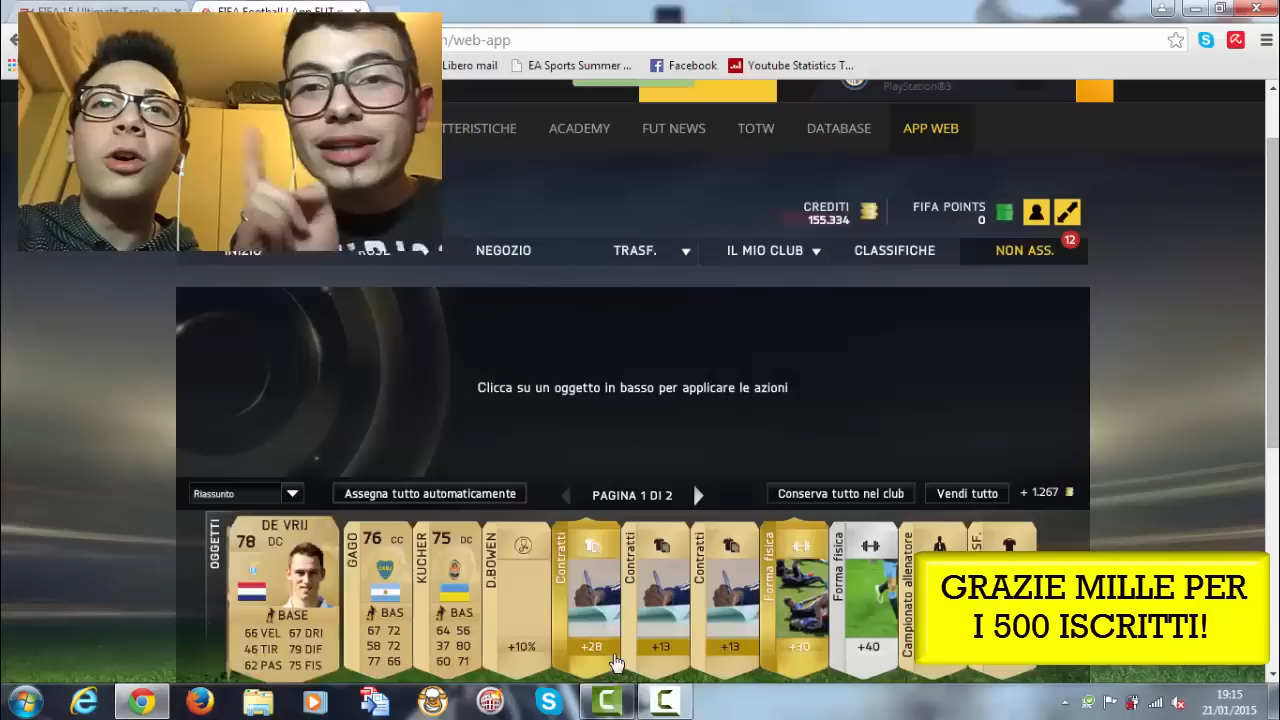 FIFA Football | App FUT
m/web-app
Libero mail
EA Sports Summer ...
Facebook
Youtube Statistics T...
PlayStation®3
TTERISTICHE
ACADEMY
FUT NEWS
TOTW
DATABASE
APP WEB
CREDITI
155.334
FIFA POINTS
0
INIZIO
ROSE
NEGOZIO
TRASF.
IL MIO CLUB
CLASSIFICHE
NON ASS.
12
Clicca su un oggetto in basso per applicare le azioni
Riassunto
Assegna tutto automaticamente
PAGINA 1 DI 2
Conserva tutto nel club
Vendi tutto
+ 1.267
OGGETTI
DE VRIJ
78
DC
BASE
66 VEL 67 DRI
46 TIR 79 DIF
62 PAS 75 FIS
GAGO
76 CC
BAS
67 72
58 72
77 66
KUCHER
75 DC
BAS
64 56
37 80
60 71
D.BOWEN
+10%
Contratti
+28
Contratti
+13
Contratti
+13
Forma fisica
+30
Forma fisica
+40
Campionato allenatore
SF.
GRAZIE MILLE PER
I 500 ISCRITTI!
19:15
21/01/2015